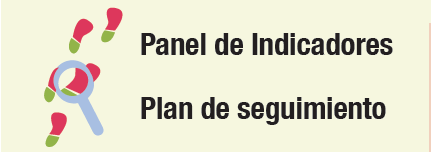 Panel de Indicadores
Plan de seguimiento